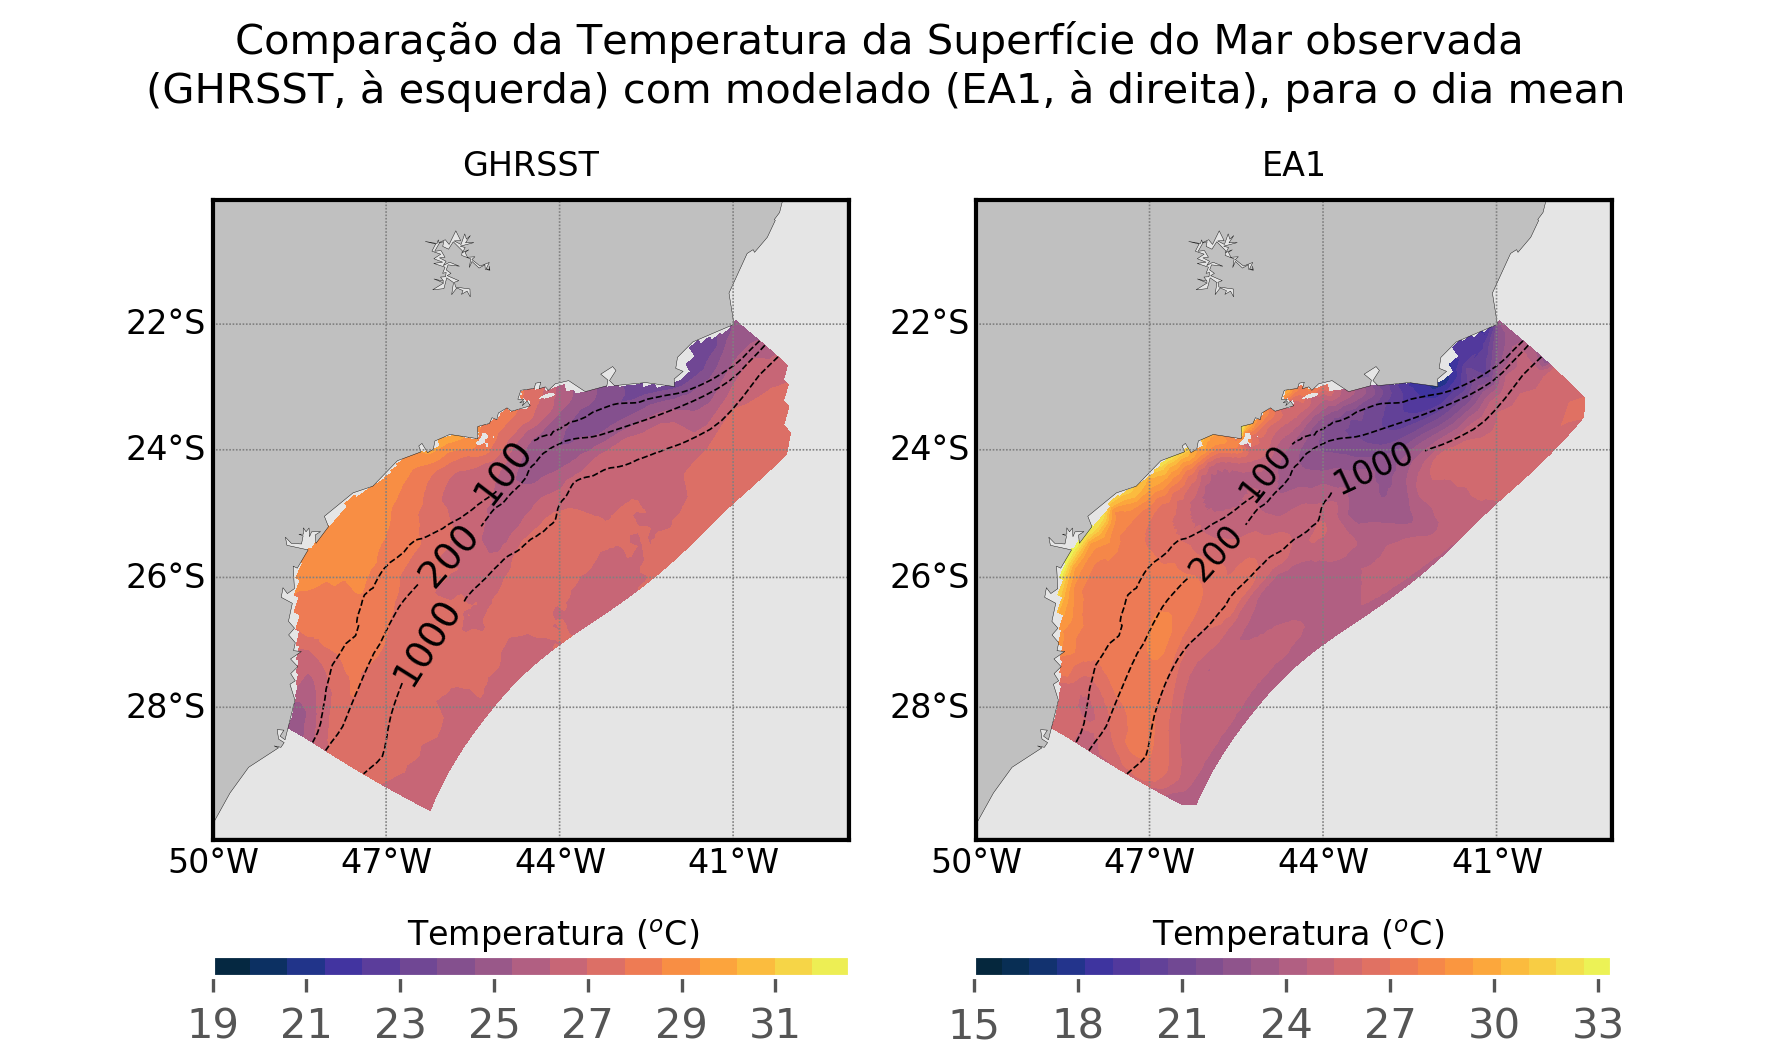 Comparação da Temperatura da Superfície do Mar observada
(GHRSST, à esquerda) com modelado (EA1, à direita), para o dia mean
GHRSST
22°S
24°S
26°S
28°S
100
200
1000
50°W 47°W 44°W 41°W
Temperatura (°C)
19 21 23 25 27 29 31
EA1
22°S
24°S
26°S
28°S
100
1000
200
50°W 47°W 44°W 41°W
Temperatura (°C)
15 18 21 24 27 30 33